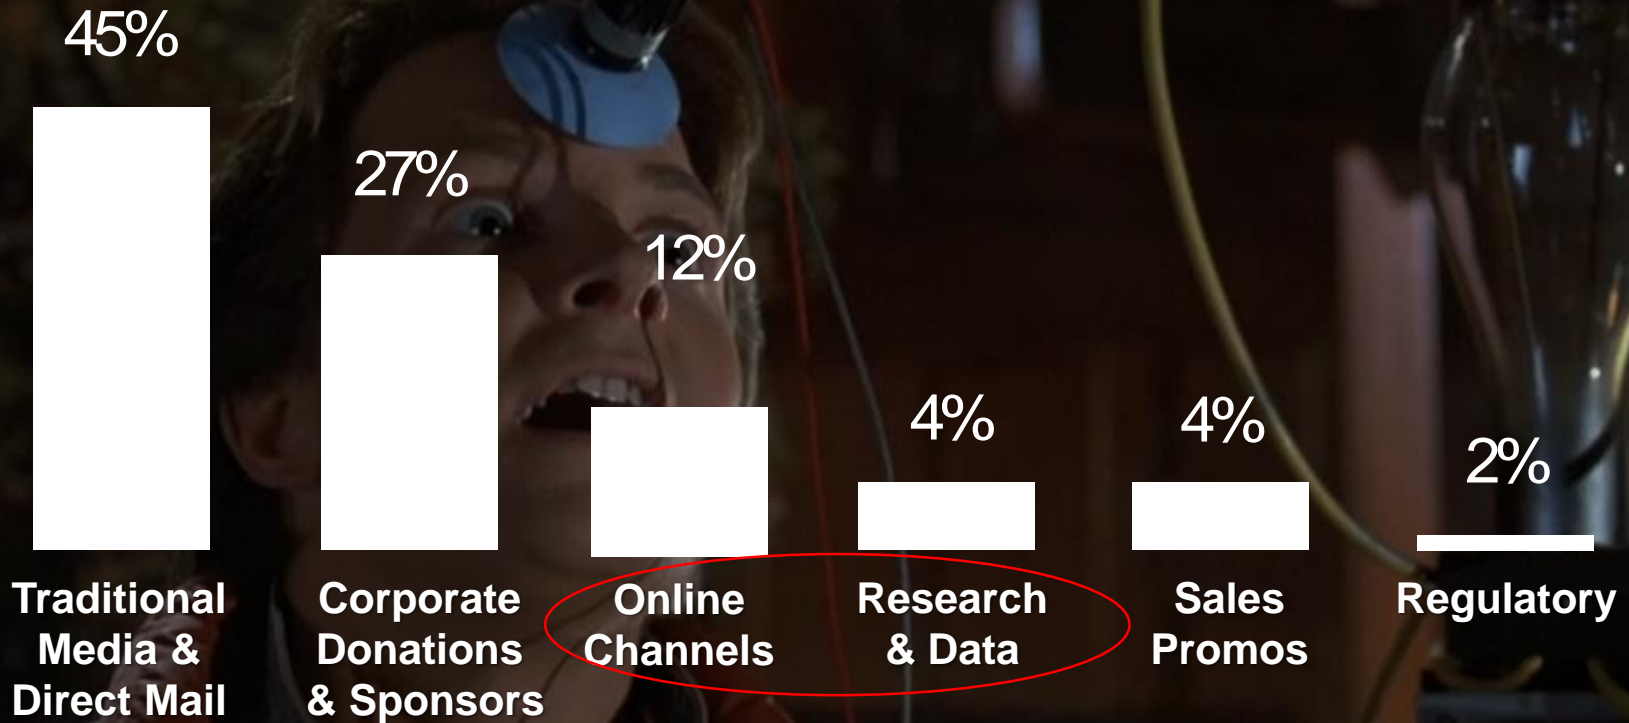 45%
27%
12%
4%
4%
2%
Traditional
Media &
Direct Mail
Corporate
Donations
& Sponsors
Online
Channels
Research
& Data
Sales
Promos
Regulatory